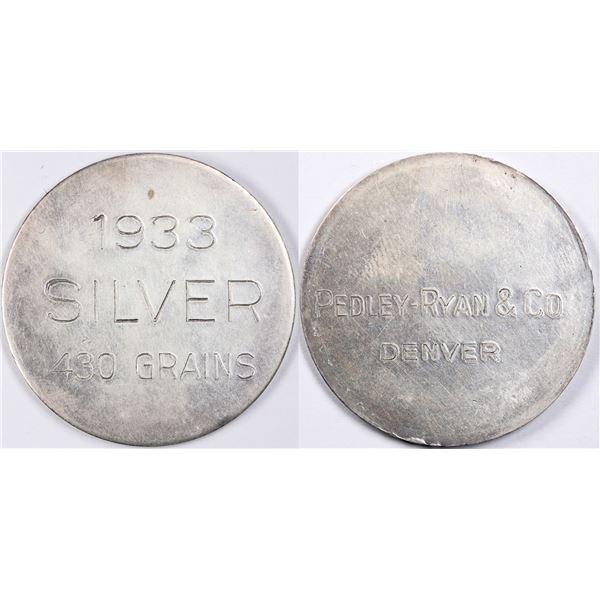 1933
SILVER
430 GRAINS
PEDLEY-RYAN & CO
DENVER